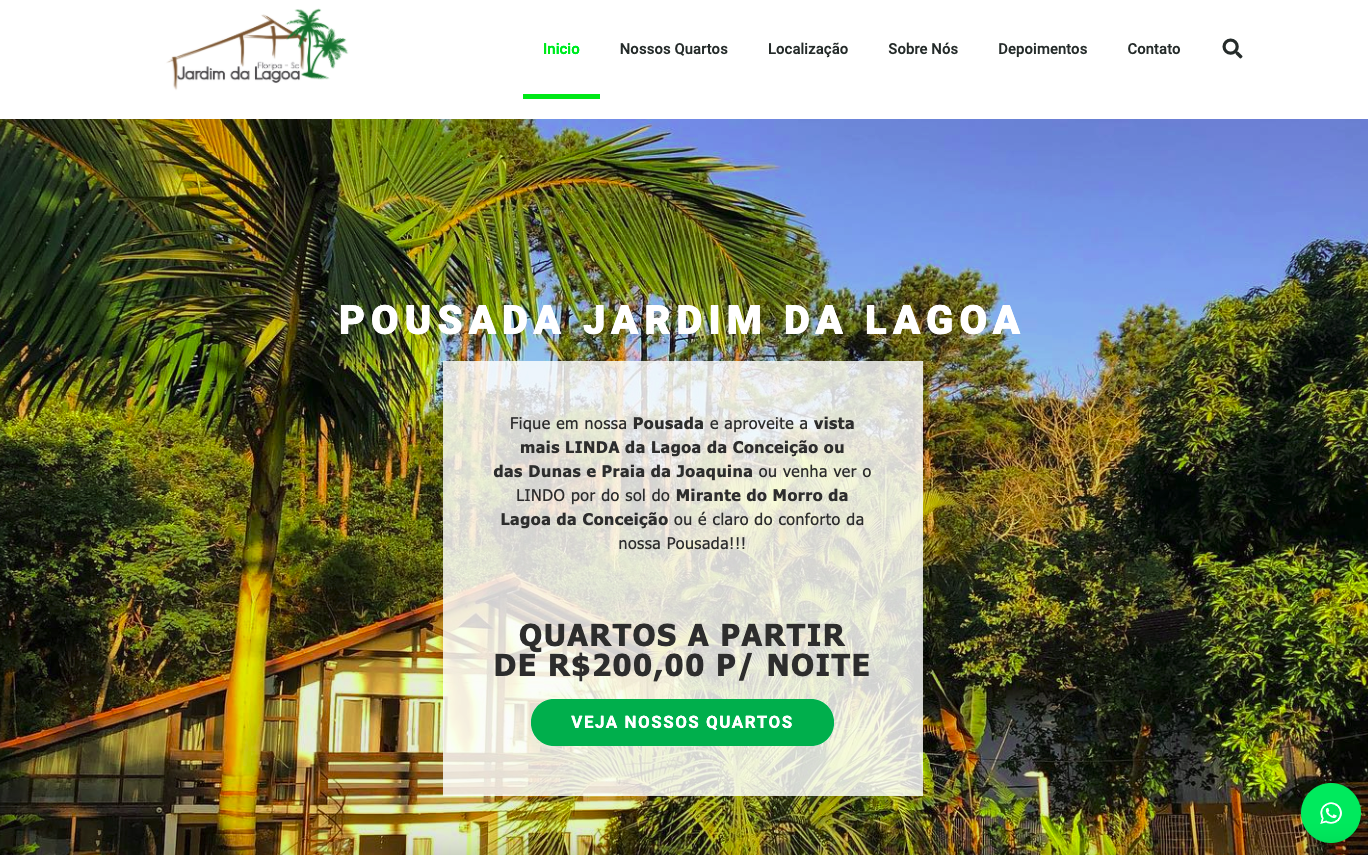 Floripa - Sc
Jardim da Lagoa
Inicio
Nossos Quartos
Localização
Sobre Nós
Depoimentos
Contato
POUSADA JARDIM DA LAGOA
Fique em nossa Pousada e aproveite a vista
mais LINDA da Lagoa da Conceição ou
das Dunas e Praia da Joaquina ou venha ver o
LINDO por do sol do Mirante do Morro da
Lagoa da Conceição ou é claro do conforto da
nossa Pousada!!!
QUARTOS A PARTIR
DE R$200,00 P/ NOITE
VEJA NOSSOS QUARTOS